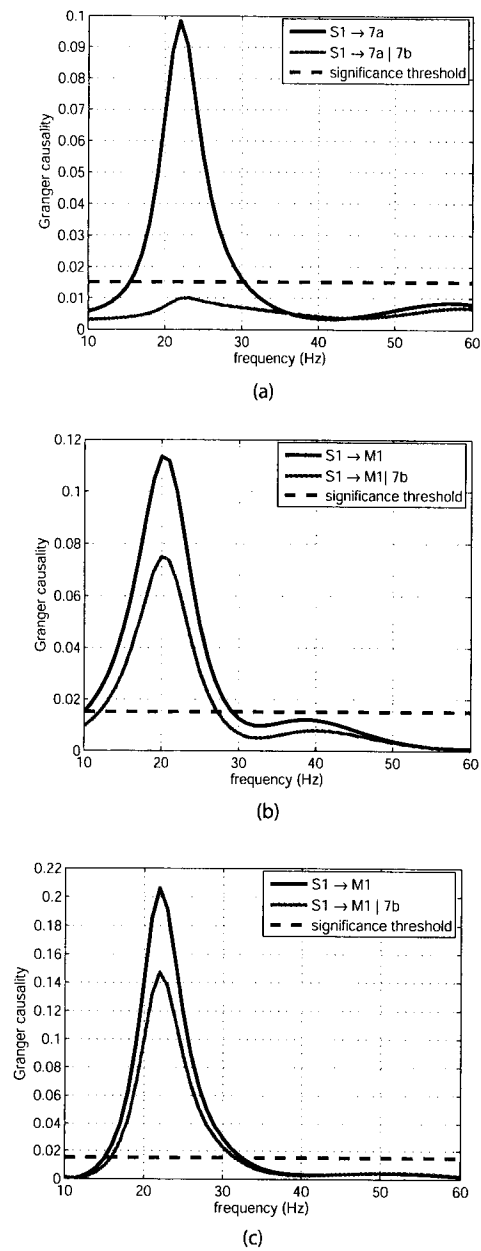 0.1
0.09
0.08
0.07
0.06
0.05
0.04
0.03
0.02
0.01
0
Granger causality
S1 → 7a
S1 → 7a | 7b
significance threshold
10 20 30 40 50 60
frequency (Hz)
(a)
0.12
0.1
0.08
0.06
0.04
0.02
0
Granger causality
S1 → M1
S1 → M1| 7b
significance threshold
10 20 30 40 50 60
frequency (Hz)
(b)
0.22
0.2
0.18
0.16
0.14
0.12
0.10
0.08
0.06
0.04
0.02
0
Granger causality
S1 → M1
S1 → M1 | 7b
significance threshold
10 20 30 40 50 60
frequency (Hz)
(c)